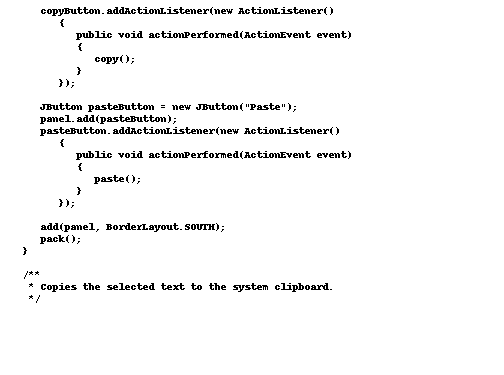 copyButton.addActionListener(new ActionListener()
{
public void actionPerformed(ActionEvent event)
{
copy();
}
});
JButton pasteButton = new JButton("Paste");
panel.add(pasteButton);
pasteButton.addActionListener(new ActionListener()
{
public void actionPerformed(ActionEvent event)
{
paste();
}
});
add(panel, BorderLayout.SOUTH);
pack();
}
/**
* Copies the selected text to the system clipboard.
*/